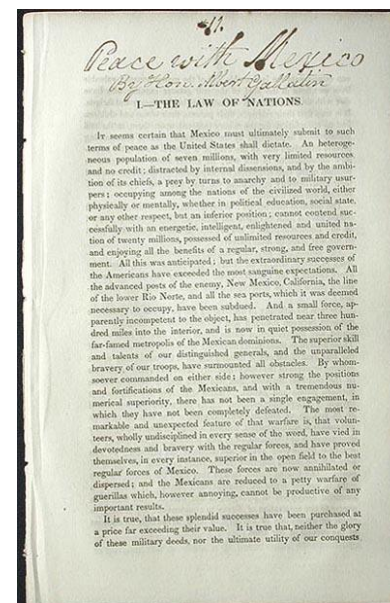 11.
Peace with Mexico
By Hon. Albert Gallatin
I.—THE LAW OF NATIONS.
IT seems certain that Mexico must ultimately submit to such
terms of peace as the United States shall dictate. An heteroge-
neous population of seven millions, with very limited resources
and no credit; distracted by internal dissensions, and by the ambi-
tion of its chiefs, a prey by turns to anarchy and to military usur-
pers; occupying among the nations of the civilized world, either
physically or mentally, whether in political education, social state,
or any other respect, but an inferior position; cannot contend suc-
cessfully with an energetic, intelligent, enlightened and united na-
tion of twenty millions, possessed of unlimited resources and credit,
and enjoying all the benefits of a regular, strong, and free govern-
ment. All this was anticipated; but the extraordinary successes of
the Americans have exceeded the most sanguine expectations. All
the advanced posts of the enemy, New Mexico, California, the line
of the lower Rio Norte, and all the sea ports, which it was deemed
necessary to occupy, have been subdued. And a small force, ap-
parently incompetent to the object, has penetrated near three hun-
dred miles into the interior, and is now in quiet possession of the
far-famed metropolis of the Mexican dominions. The superior skill
and talents of our distinguished generals, and the unparalleled
bravery of our troops, have surmounted all obstacles. By whom-
soever commanded on either side; however strong the positions
and fortifications of the Mexicans, and with a tremendous nu-
merical superiority, there has not been a single engagement, in
which they have not been completely defeated. The most re-
markable and unexpected feature of that warfare is, that volun-
teers, wholly undisciplined in every sense of the word, have vied in
devotedness and bravery with the regular forces, and have proved
themselves, in every instance, superior in the open field to the best
regular forces of Mexico. These forces are now annihilated or
dispersed; and the Mexicans are reduced to a petty warfare of
guerillas which, however annoying, cannot be productive of any
important results.
It is true, that these splendid successes have been purchased at
a price far exceeding their value. It is true that, neither the glory
of these military deeds, nor the ultimate utility of our conquests